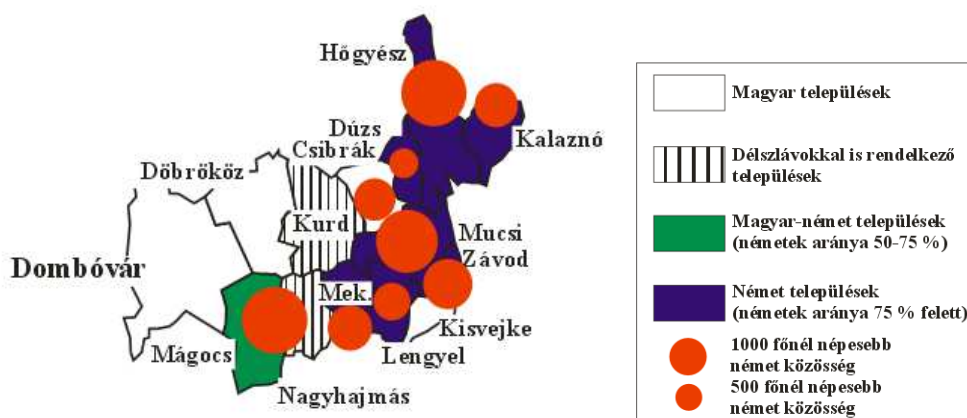 Hőgyész
Kalaznó
Dúzs
Csibrák
Döbrököz
Kurd
Mucsi
Závod
Dombóvár
Mek.
Kisvejke
Lengyel
Mágocs
Nagyhajmás
Magyar települések
Délszlávokkal is rendelkező
települések
Magyar-német települések
(németek aránya 50-75 %)
Német települések
(németek aránya 75 % felett)
1000 főnél népesebb
német közösség
500 főnél népesebb
német közösség